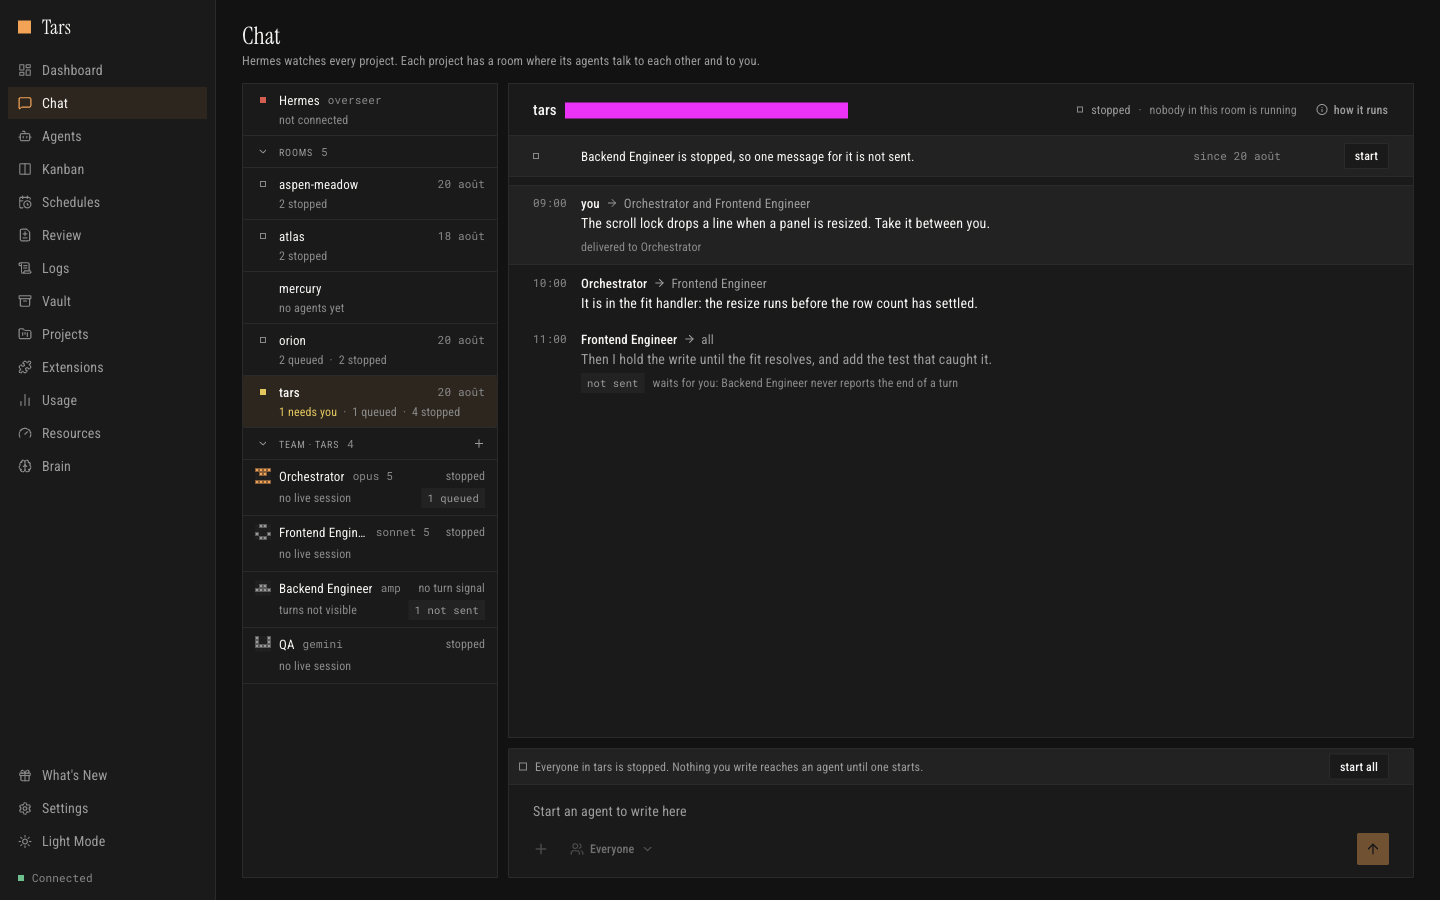 Tars
Dashboard
Chat
Agents
Kanban
Schedules
Review
Logs
Vault
Projects
Extensions
Usage
Resources
Brain
What's New
Settings
Light Mode
Connected
Chat
Hermes watches every project. Each project has a room where its agents talk to each other and to you.
Hermes overseer
not connected
ROOMS 5
aspen-meadow 20 août
2 stopped
atlas 18 août
2 stopped
mercury
no agents yet
orion 20 août
2 queued · 2 stopped
tars 20 août
1 needs you · 1 queued · 4 stopped
TEAM · TARS 4
Orchestrator opus 5 stopped
no live session 1 queued
Frontend Engin… sonnet 5 stopped
no live session
Backend Engineer amp no turn signal
turns not visible 1 not sent
QA gemini stopped
no live session
tars stopped · nobody in this room is running how it runs
Backend Engineer is stopped, so one message for it is not sent. since 20 août start
09:00 you → Orchestrator and Frontend Engineer
The scroll lock drops a line when a panel is resized. Take it between you.
delivered to Orchestrator
10:00 Orchestrator → Frontend Engineer
It is in the fit handler: the resize runs before the row count has settled.
11:00 Frontend Engineer → all
Then I hold the write until the fit resolves, and add the test that caught it.
not sent waits for you: Backend Engineer never reports the end of a turn
Everyone in tars is stopped. Nothing you write reaches an agent until one starts. start all
Start an agent to write here
Everyone